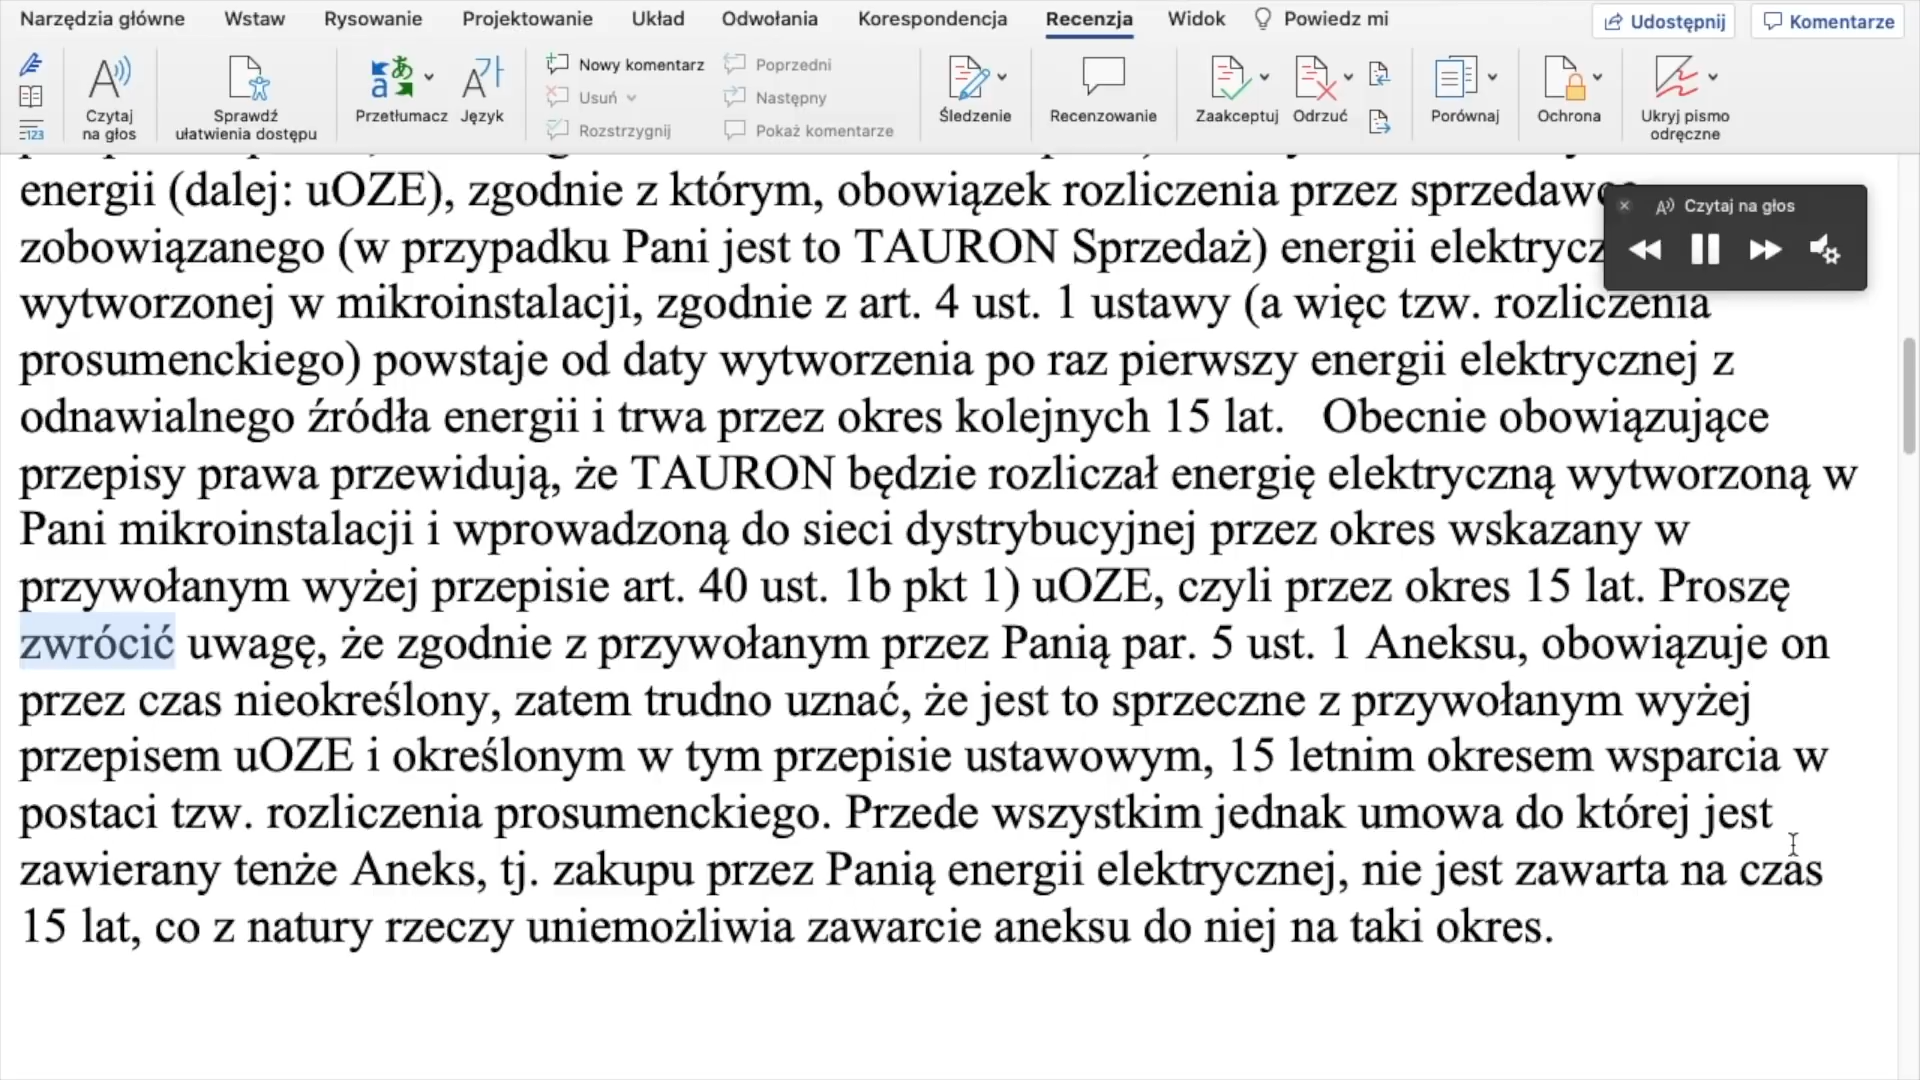 Narzędzia główne Wstaw Rysowanie Projektowanie Układ Odwołania Korespondencja Recenzja Widok Powiedz mi Udostępnij Komentarze
Czytaj na głos
Sprawdź ułatwienia dostępu
Przetłumacz
Język
Nowy komentarz
Usuń
Rozstrzygnij
Poprzedni
Następny
Pokaż komentarze
Śledzenie
Recenzowanie
Zaakceptuj
Odrzuć
Porównaj
Ochrona
Ukryj pismo odręczne
123
Czytaj na głos
energii (dalej: uOZE), zgodnie z którym, obowiązek rozliczenia przez
zobowiązanego (w przypadku Pani jest to TAURON Sprzedaż) energii
wytworzonej w mikroinstalacji, zgodnie z art. 4 ust. 1 ustawy (a więc tzw. rozliczenia
prosumenckiego) powstaje od daty wytworzenia po raz pierwszy energii elektrycznej z
odnawialnego źródła energii i trwa przez okres kolejnych 15 lat. Obecnie obowiązujące
przepisy prawa przewidują, że TAURON będzie rozliczał energię elektryczną wytworzoną w
Pani mikroinstalacji i wprowadzoną do sieci dystrybucyjnej przez okres wskazany w
przywołanym wyżej przepisie art. 40 ust. 1b pkt 1) uOZE, czyli przez okres 15 lat. Proszę
zwrócić uwagę, że zgodnie z przywołanym przez Panią par. 5 ust. 1 Aneksu, obowiązuje on
przez czas nieokreślony, zatem trudno uznać, że jest to sprzeczne z przywołanym wyżej
przepisem uOZE i określonym w tym przepisie ustawowym, 15 letnim okresem wsparcia w
postaci tzw. rozliczenia prosumenckiego. Przede wszystkim jednak umowa do której jest
zawierany tenże Aneks, tj. zakupu przez Panią energii elektrycznej, nie jest zawarta na czas
15 lat, co z natury rzeczy uniemożliwia zawarcie aneksu do niej na taki okres.